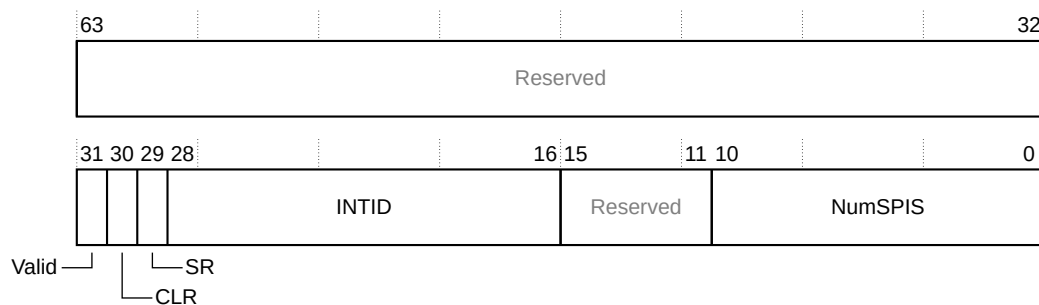 63 32
Reserved
31 30 29 28 16 15 11 10 0
INTID Reserved NumSPIS
Valid SR
CLR